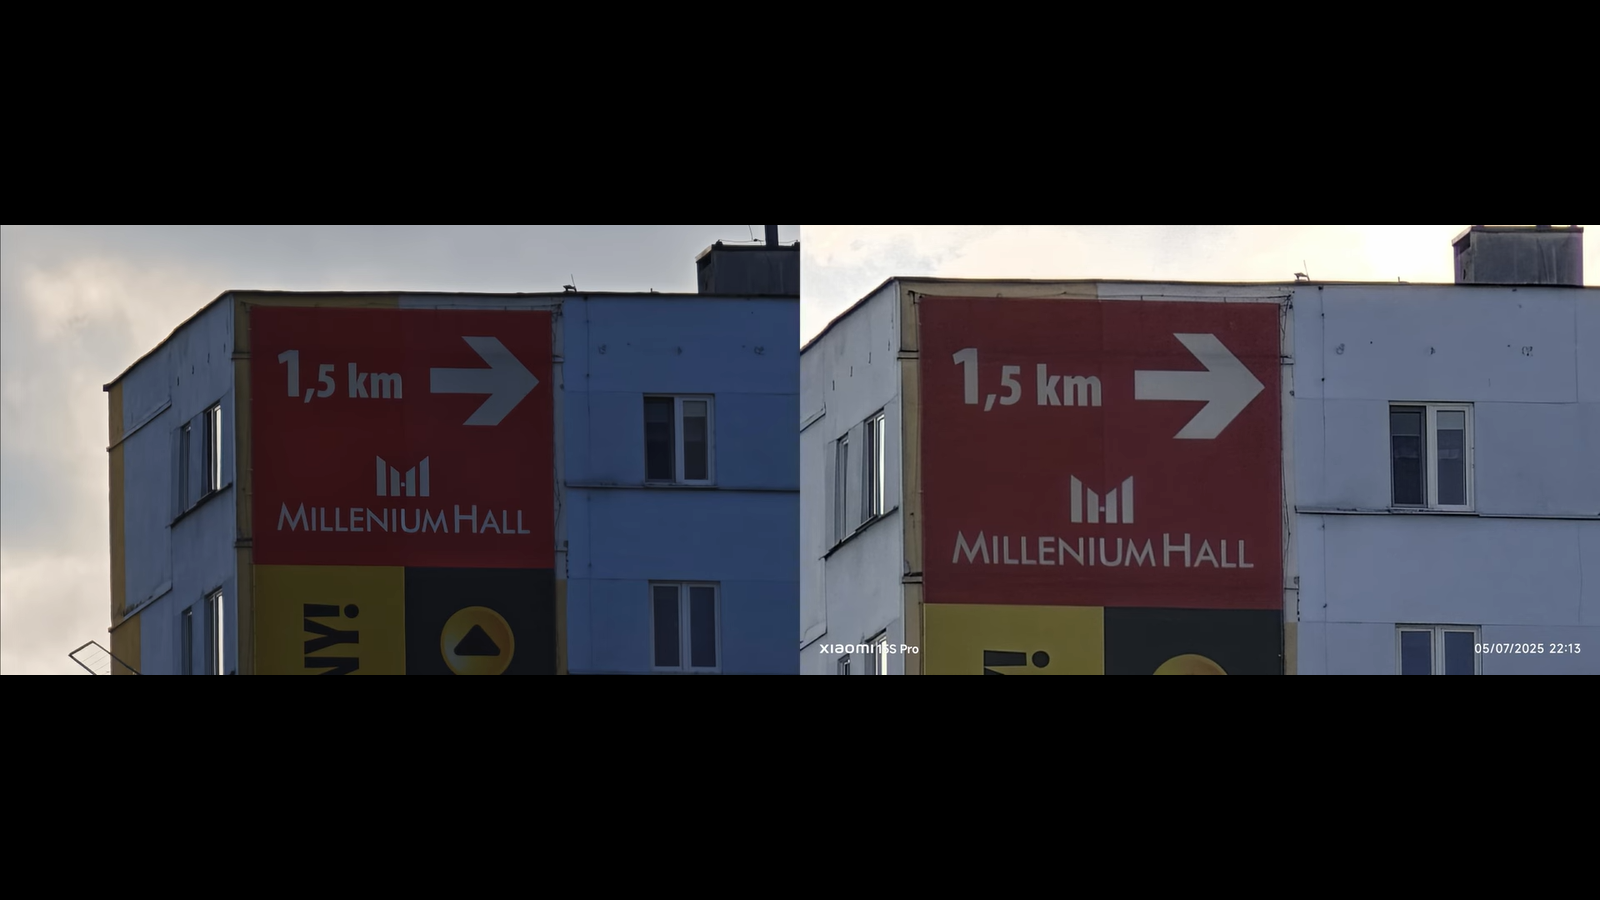 1,5 km
MILLENIUM HALL
NY!
1,5 km
MILLENIUM HALL
!
xiaomi 15S Pro
05/07/2025 22:13